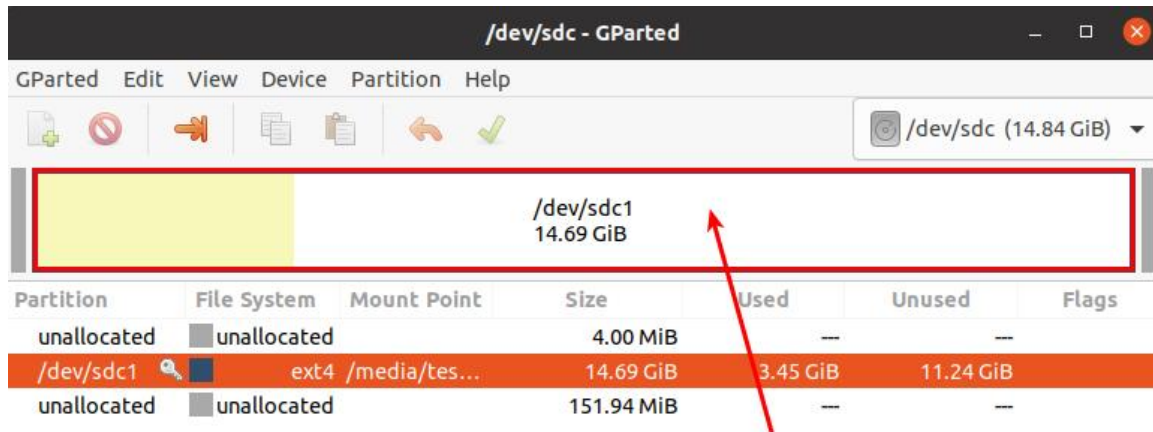 /dev/sdc - GParted
GParted Edit View Device Partition Help
/dev/sdc (14.84 GiB)
/dev/sdc1
14.69 GiB
Partition File System Mount Point Size Used Unused Flags
unallocated unallocated 4.00 MiB --- ---
/dev/sdc1 ext4 /media/tes... 14.69 GiB 3.45 GiB 11.24 GiB
unallocated unallocated 151.94 MiB --- ---